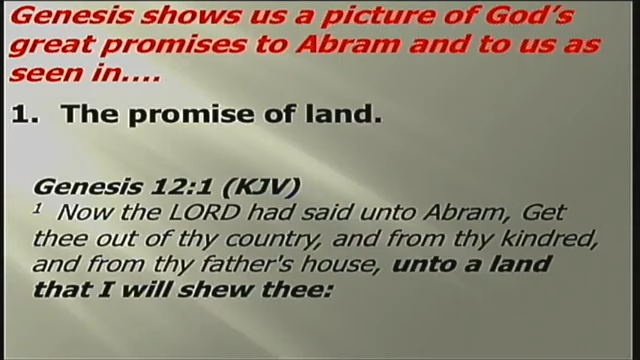 Genesis shows us a picture of God's
great promises to Abram and to us as
seen in....
1. The promise of land.
Genesis 12:1 (KJV)
1 Now the LORD had said unto Abram, Get
thee out of thy country, and from thy kindred,
and from thy father's house, unto a land
that I will shew thee: